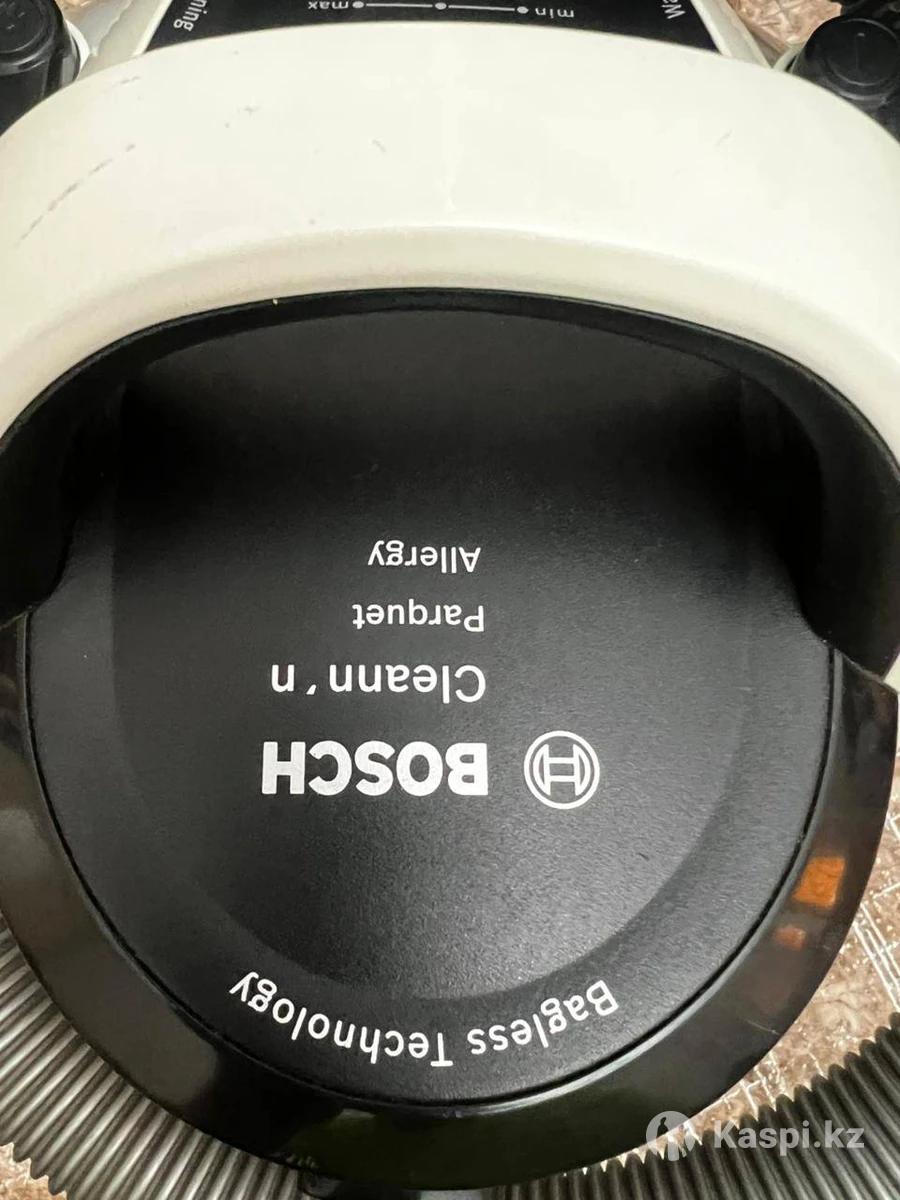 Bagless Technology
BOSCH
Cleann´n
Parquet
Allergy
min
max
Kaspi.kz